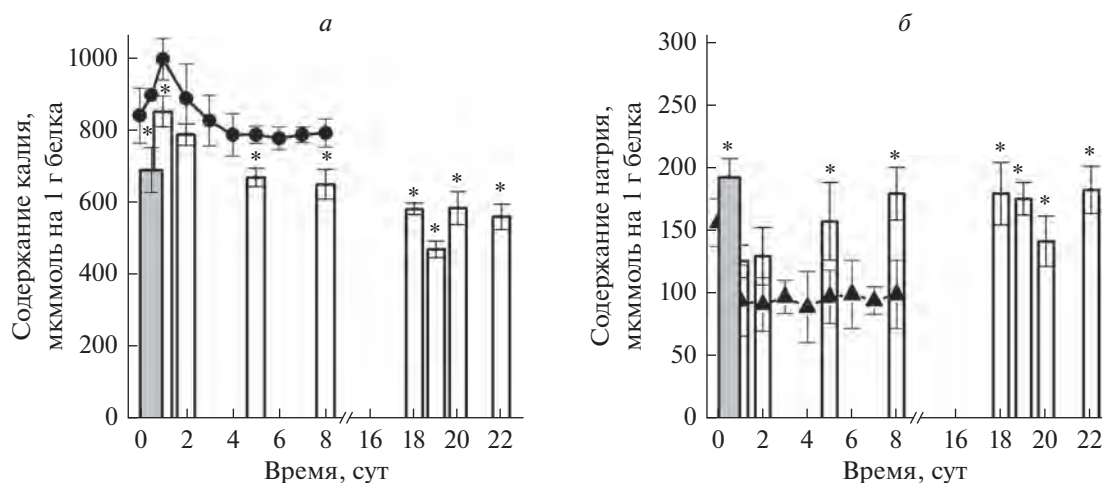 а
Содержание калия,
мкммоль на 1 г белка
1000
800
600
400
200
0
*
*
*
*
*
*
*
*
0 2 4 6 8 16 18 20 22
Время, сут
б
Содержание натрия,
мкммоль на 1 г белка
300
250
200
150
100
50
0
*
*
*
*
*
*
*
0 2 4 6 8 16 18 20 22
Время, сут